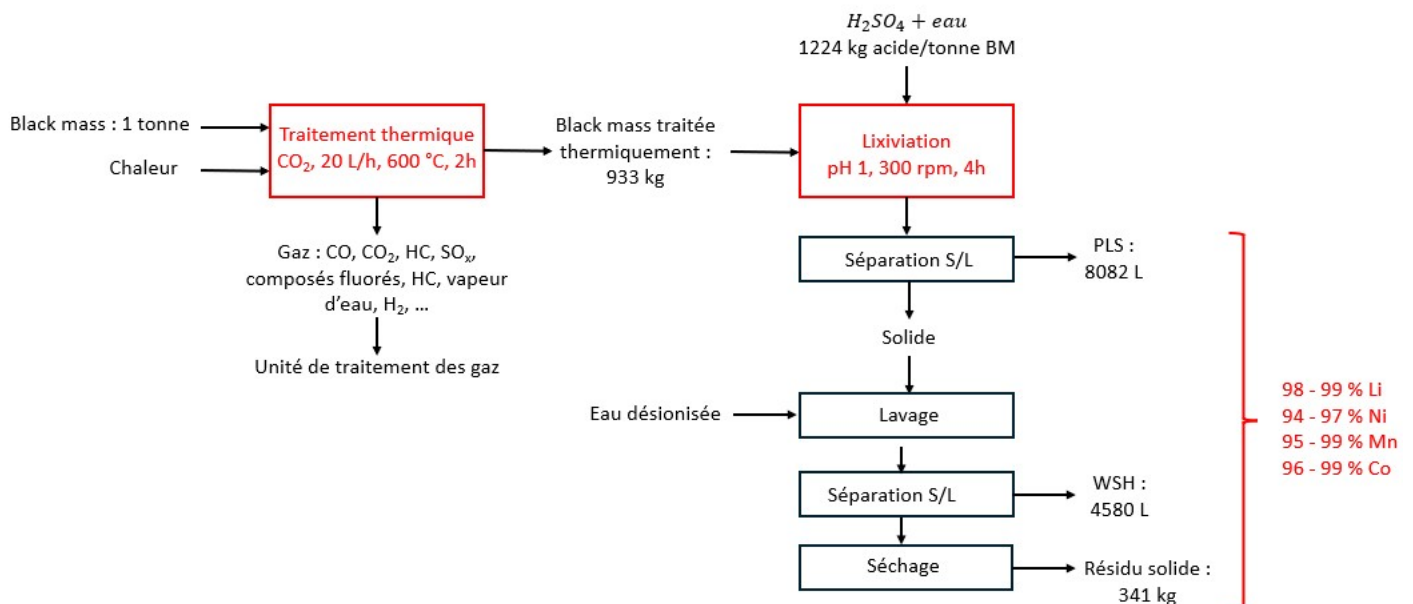 H₂SO₄ + eau
1224 kg acide/tonne BM
Black mass : 1 tonne
Chaleur
Traitement thermique
CO₂, 20 L/h, 600 °C, 2h
Black mass traitée
thermiquement :
933 kg
Lixiviation
pH 1, 300 rpm, 4h
Gaz : CO, CO₂, HC, SOₓ,
composés fluorés, HC, vapeur
d'eau, H₂, ...
Unité de traitement des gaz
Séparation S/L
PLS :
8082 L
Solide
Eau désionisée
Lavage
Séparation S/L
WSH :
4580 L
Séchage
Résidu solide :
341 kg
98 - 99 % Li
94 - 97 % Ni
95 - 99 % Mn
96 - 99 % Co